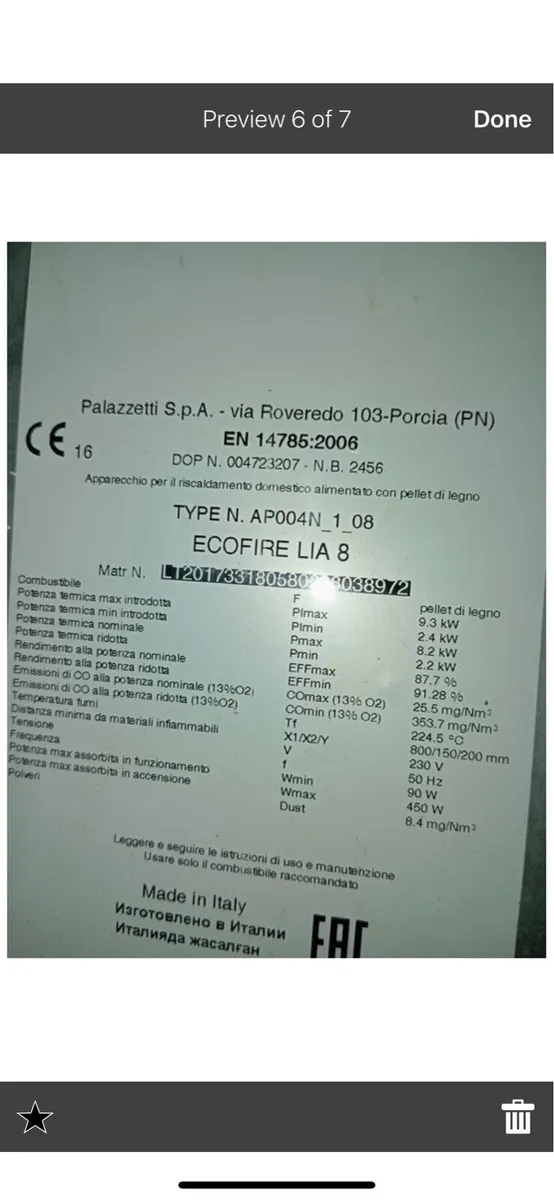 Preview 6 of 7
Done
Palazzetti S.p.A. - via Roveredo 103-Porcia (PN)
CE 16
EN 14785:2006
DOP N. 004723207 - N.B. 2456
Apparecchio per il riscaldamento domestico alimentato con pellet di legno
TYPE N. AP004N_1_08
ECOFIRE LIA 8
Matr N.
Combustibile F pellet di legno
Potenza termica max introdotta PImax 9.3 kW
Potenza termica min introdotta PImin 2.4 kW
Potenza termica nominale Pmax 8.2 kW
Potenza termica ridotta Pmin 2.2 kW
Rendimento alla potenza nominale EFFmax 87.7 %
Rendimento alla potenza ridotta EFFmin 91.28 %
Emissioni di CO alla potenza nominale (13%O2) COmax (13% O2) 25.5 mg/Nm3
Emissioni di CO alla potenza ridotta (13%O2) COmin (13% O2) 353.7 mg/Nm3
Temperatura fumi Tf 224.5 °C
Distanza minima da materiali infiammabili X1/X2/Y 800/150/200 mm
Tensione V 230 V
Frequenza f 50 Hz
Potenza max assorbita in funzionamento Wmin 90 W
Potenza max assorbita in accensione Wmax 450 W
Polveri Dust 8.4 mg/Nm3
Leggere e seguire le istruzioni di uso e manutenzione
Usare solo il combustibile raccomandato
Made in Italy
Изготовлено в Италии
Италияда жасалған
EAC